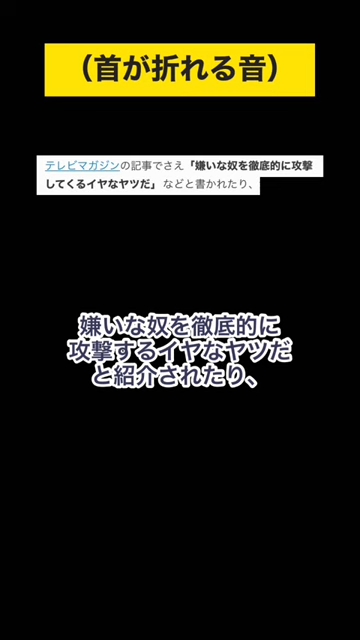 （首が折れる音）
テレビマガジンの記事でさえ「嫌いな奴を徹底的に攻撃
してくるイヤなヤツだ」などと書かれたり、
嫌いな奴を徹底的に
攻撃するイヤなヤツだ
と紹介されたり、